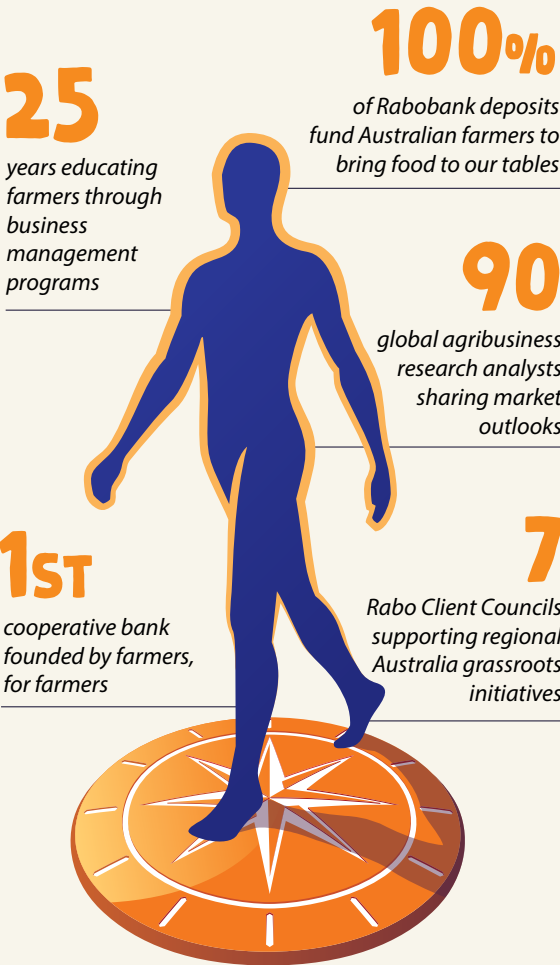 100%
of Rabobank deposits
fund Australian farmers to
bring food to our tables
25
years educating
farmers through
business
management
programs
90
global agribusiness
research analysts
sharing market
outlooks
1ST
cooperative bank
founded by farmers,
for farmers
7
Rabo Client Councils
supporting regional
Australia grassroots
initiatives